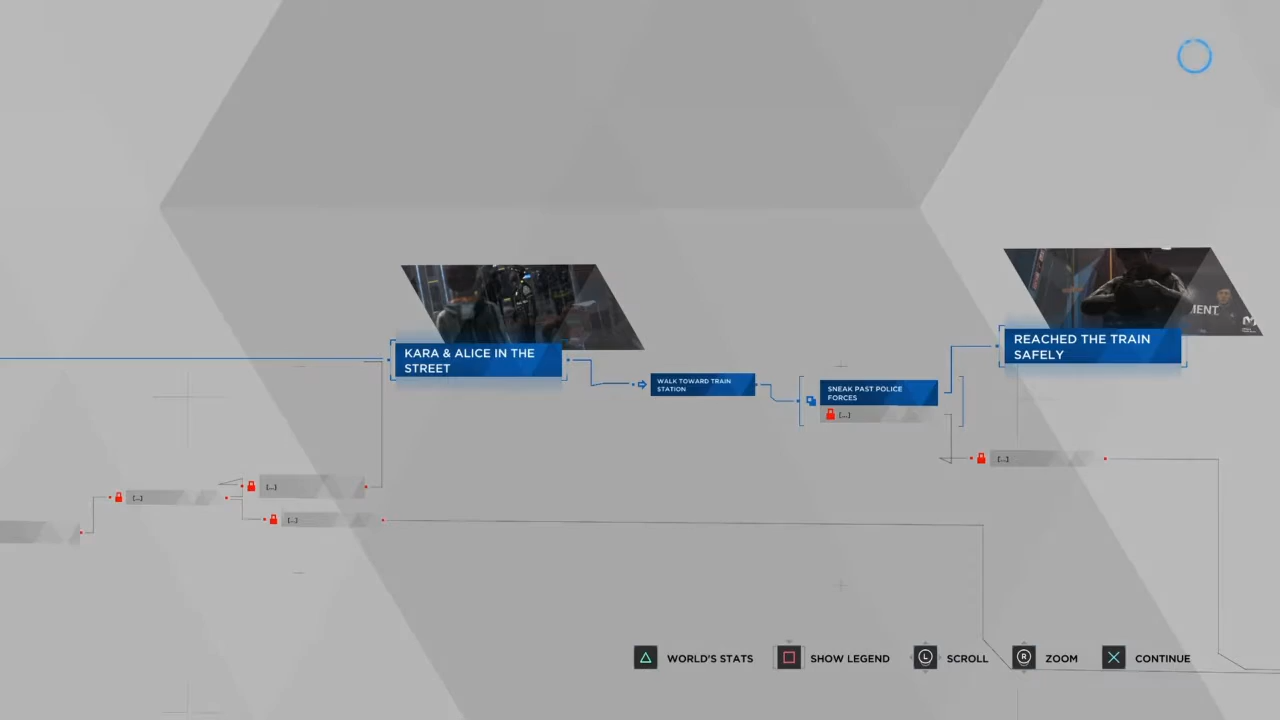 KARA & ALICE IN THE
STREET
WALK TOWARD TRAIN
STATION
SNEAK PAST POLICE
FORCES
[...]
MENT.
REACHED THE TRAIN
SAFELY
[...]
[...]
[...]
[...]
WORLD'S STATS
SHOW LEGEND
L
SCROLL
R
ZOOM
CONTINUE